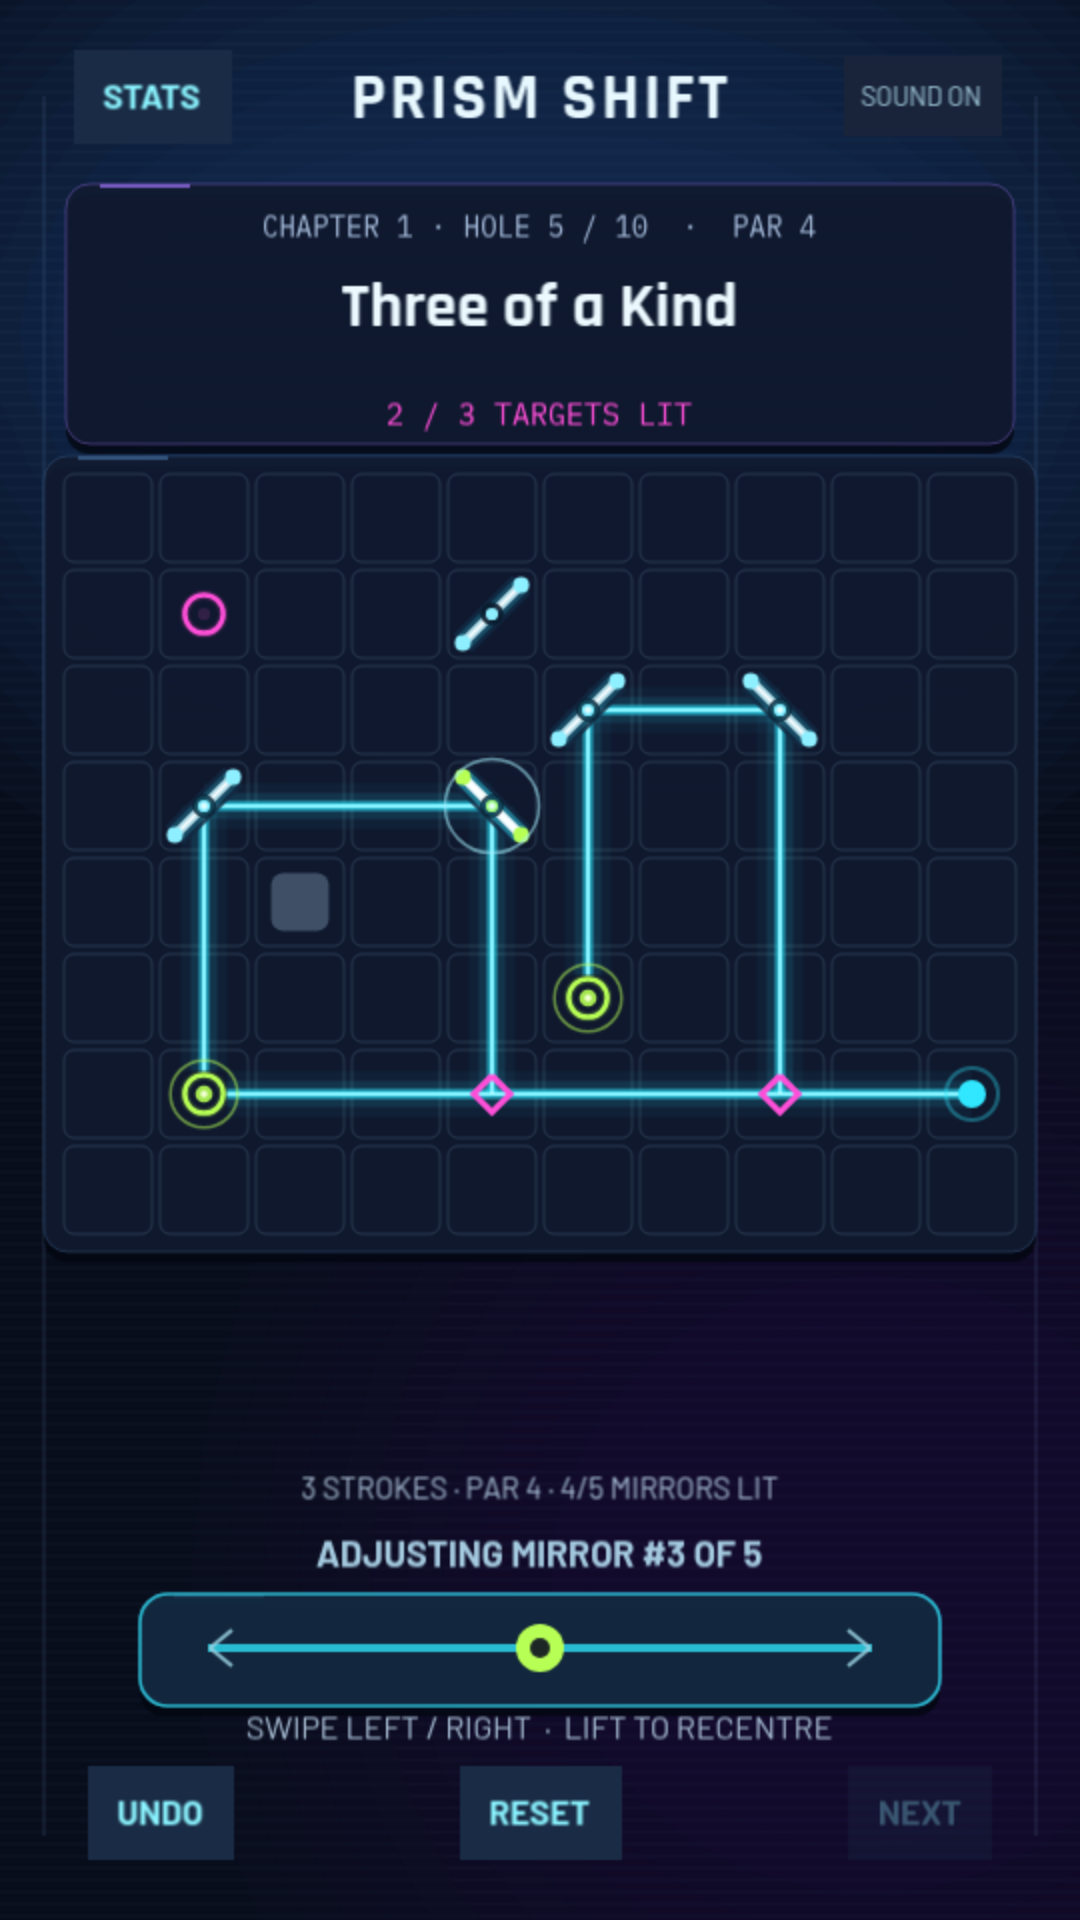 STATS
PRISM SHIFT
SOUND ON
CHAPTER 1 · HOLE 5 / 10 · PAR 4
Three of a Kind
2 / 3 TARGETS LIT
3 STROKES · PAR 4 · 4/5 MIRRORS LIT
ADJUSTING MIRROR #3 OF 5
SWIPE LEFT / RIGHT · LIFT TO RECENTRE
UNDO
RESET
NEXT